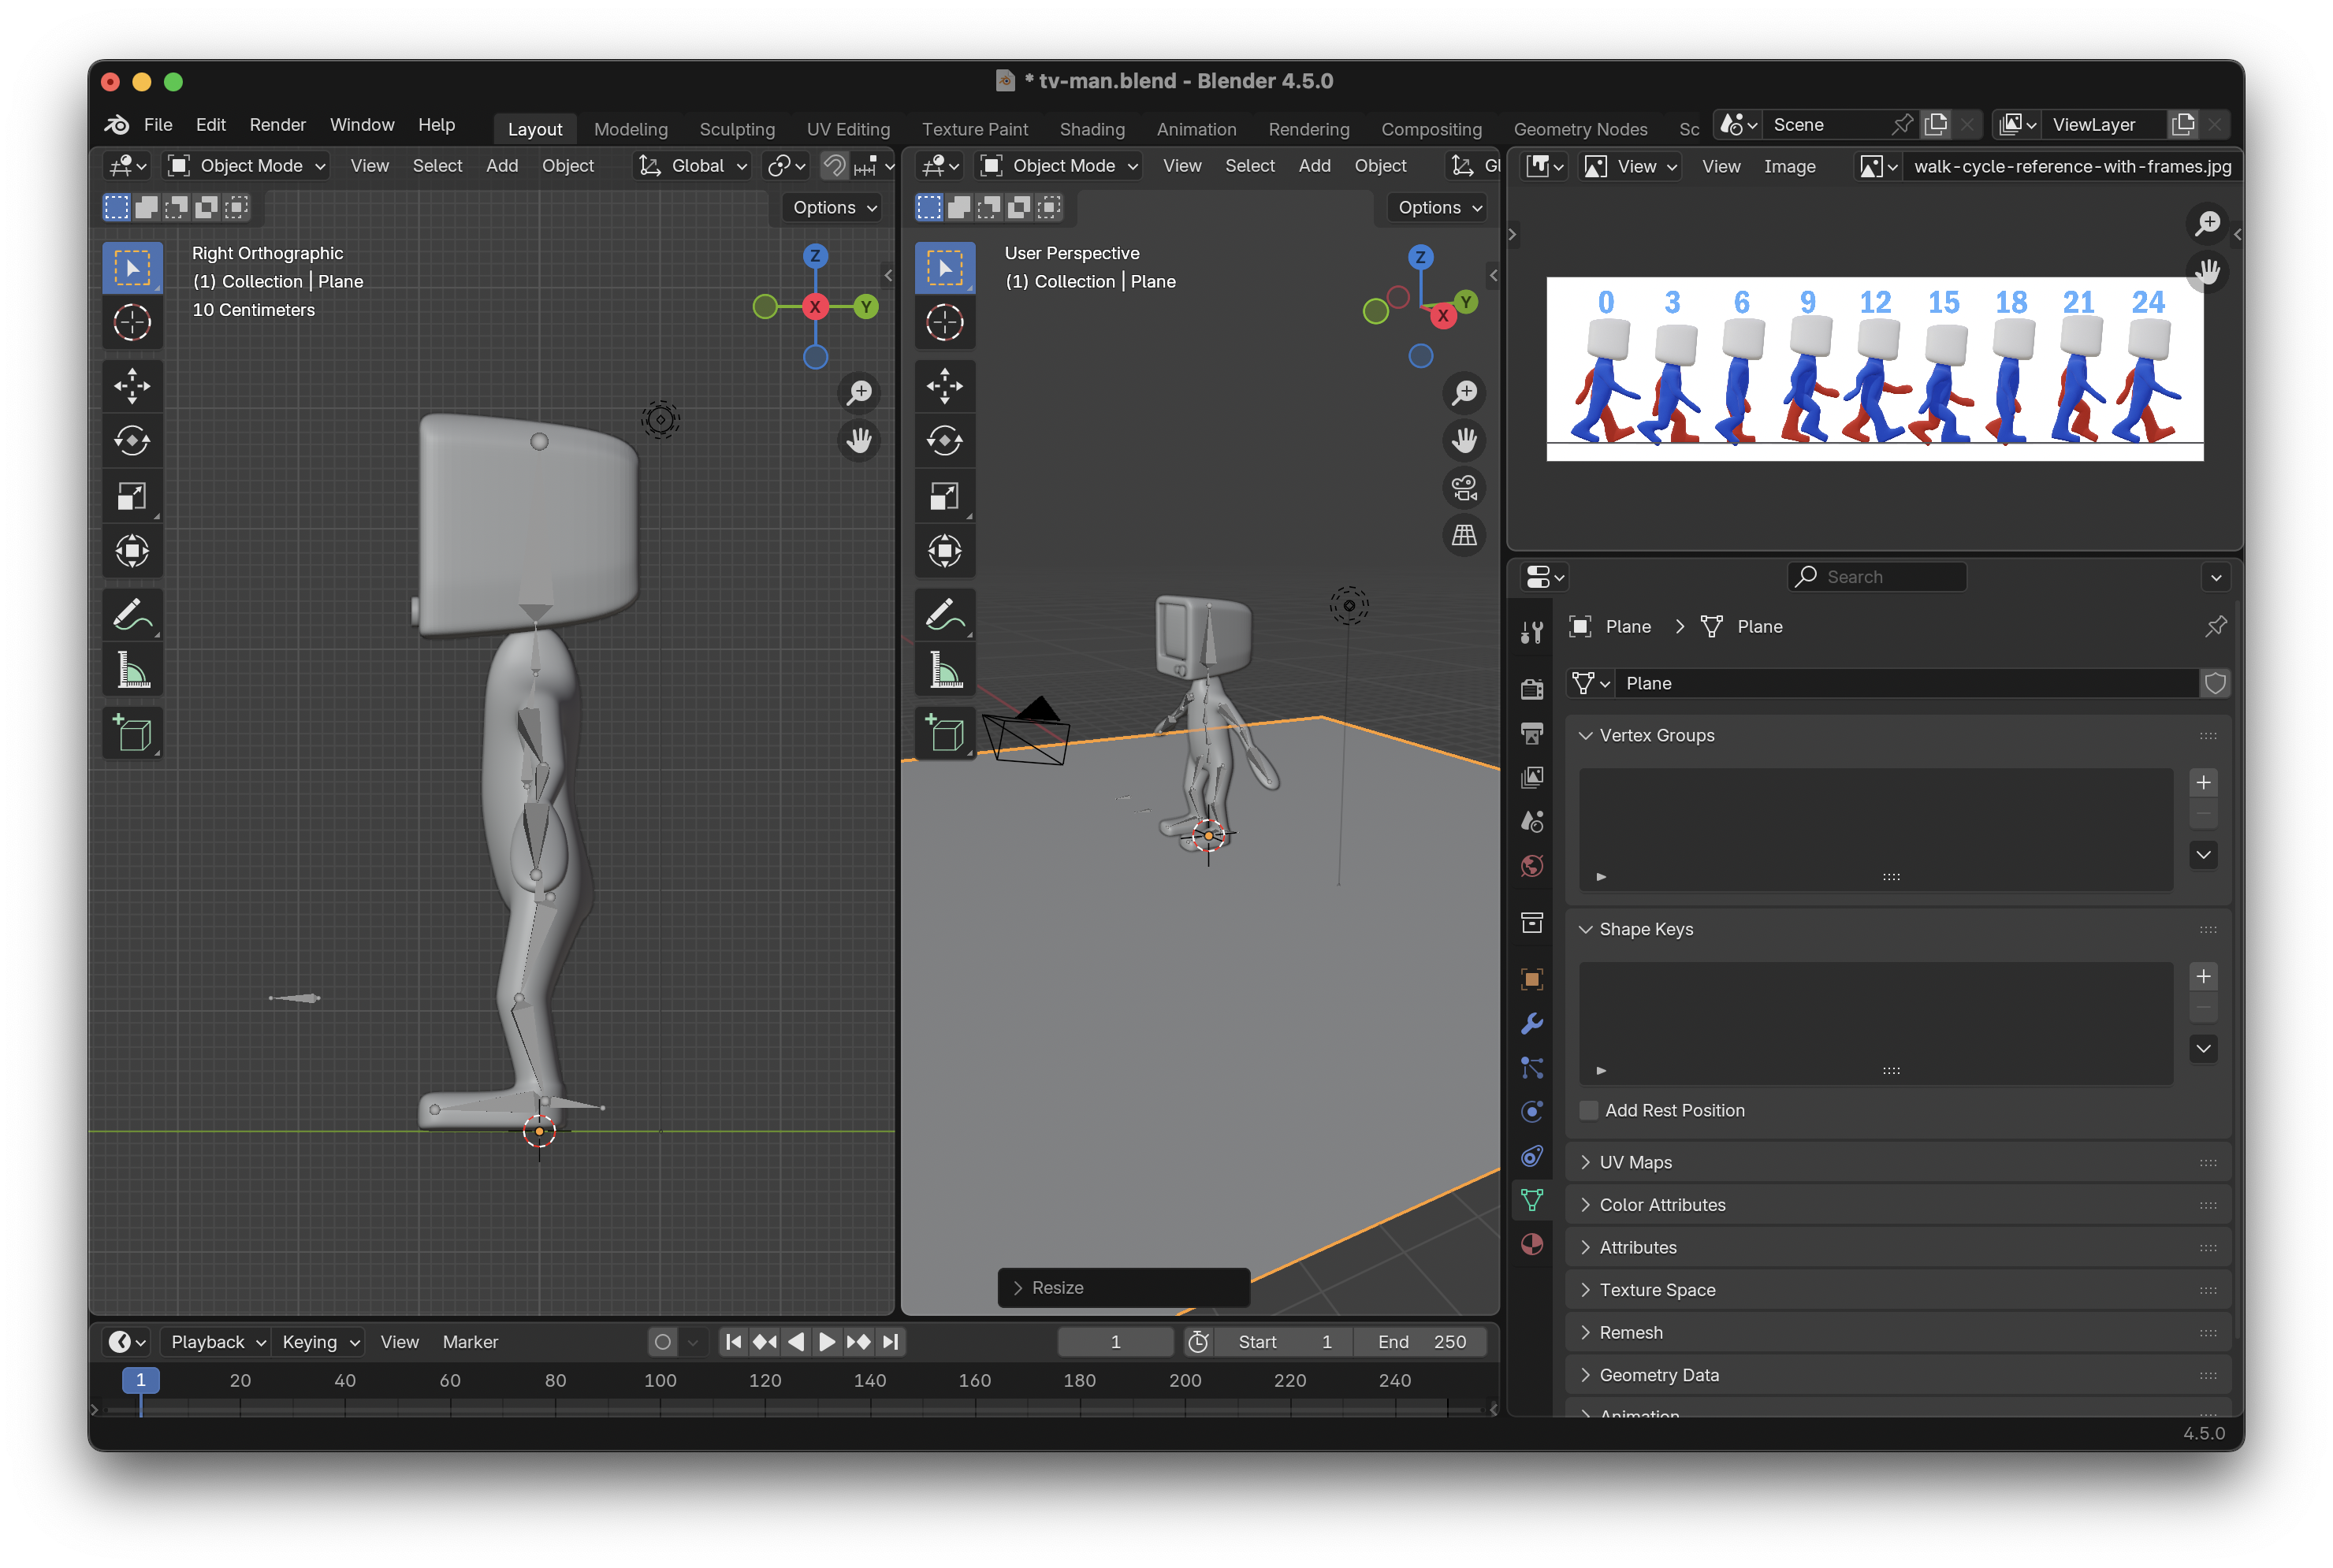 * tv-man.blend - Blender 4.5.0
File Edit Render Window Help Layout Modeling Sculpting UV Editing Texture Paint Shading Animation Rendering Compositing Geometry Nodes Sc Scene ViewLayer
Object Mode View Select Add Object Global
Object Mode View Select Add Object Gl
View View Image walk-cycle-reference-with-frames.jpg
Options
Options
Right Orthographic
(1) Collection | Plane
10 Centimeters
Z
X
Y
User Perspective
(1) Collection | Plane
Z
X
Y
0 3 6 9 12 15 18 21 24
Search
Plane > Plane
Plane
Vertex Groups
Shape Keys
Add Rest Position
UV Maps
Color Attributes
Attributes
Texture Space
Remesh
Geometry Data
Animation
Resize
Playback Keying View Marker 1 Start 1 End 250
1 20 40 60 80 100 120 140 160 180 200 220 240
4.5.0